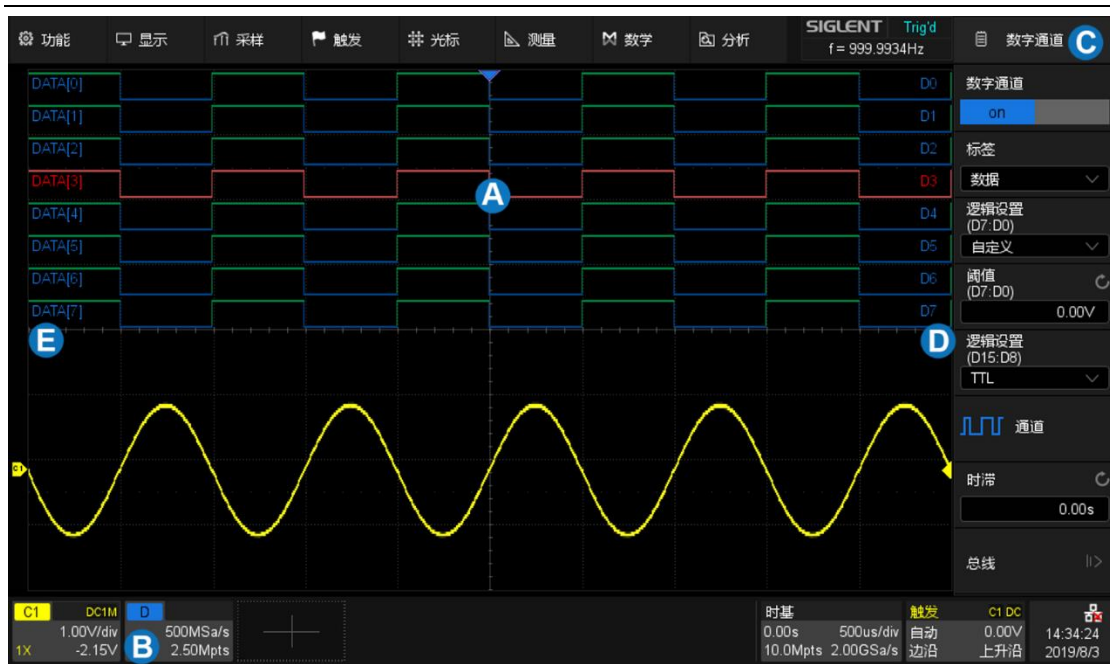 功能 显示 采样 触发 光标 测量 数学 分析 SIGLENT Trig'd
f = 999.9934Hz
数字通道 C
DATA[0] D0
DATA[1] D1
DATA[2] D2
DATA[3] D3
A
DATA[4] D4
DATA[5] D5
DATA[6] D6
DATA[7] D7
E D
C1
数字通道
on
标签
数据
逻辑设置
(D7:D0)
自定义
阈值
(D7:D0)
0.00V
逻辑设置
(D15:D8)
TTL
通道
时滞
0.00s
总线
C1 DC1M
1.00V/div
1X -2.15V
D
500MSa/s
B 2.50Mpts
时基
0.00s 500us/div
10.0Mpts 2.00GSa/s
触发 C1 DC
自动 0.00V
边沿 上升沿
14:34:24
2019/8/3